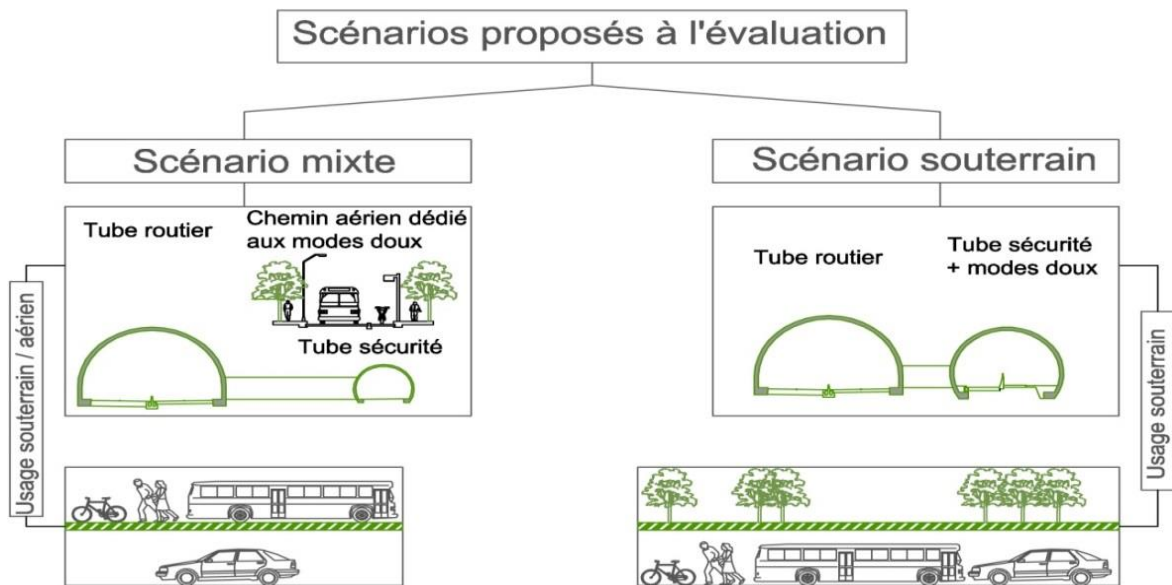 Scénarios proposés à l'évaluation
Scénario mixte
Scénario souterrain
Tube routier
Chemin aérien dédié
aux modes doux
Tube sécurité
Usage souterrain / aérien
Tube routier
Tube sécurité
+ modes doux
Usage souterrain